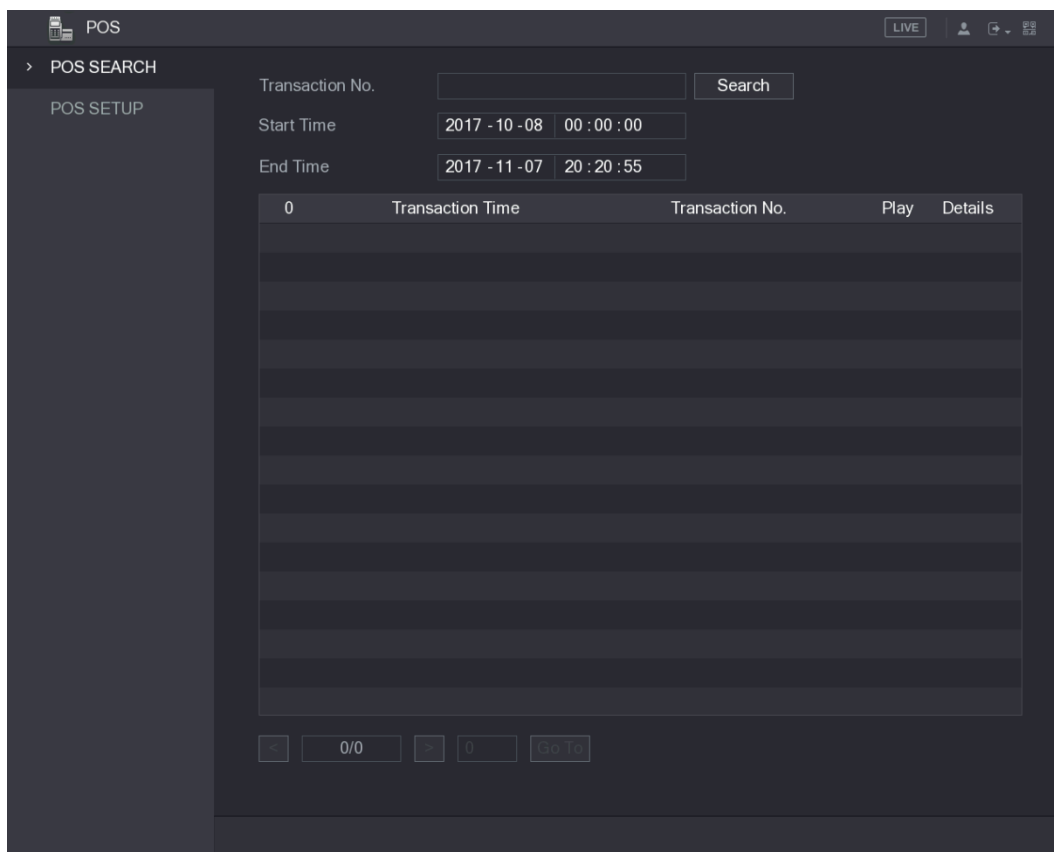 POS
LIVE
POS SEARCH
POS SETUP
Transaction No.
Search
Start Time 2017 - 10 - 08 00 : 00 : 00
End Time 2017 - 11 - 07 20 : 20 : 55
0 Transaction Time Transaction No. Play Details
< 0/0 > 0 Go To